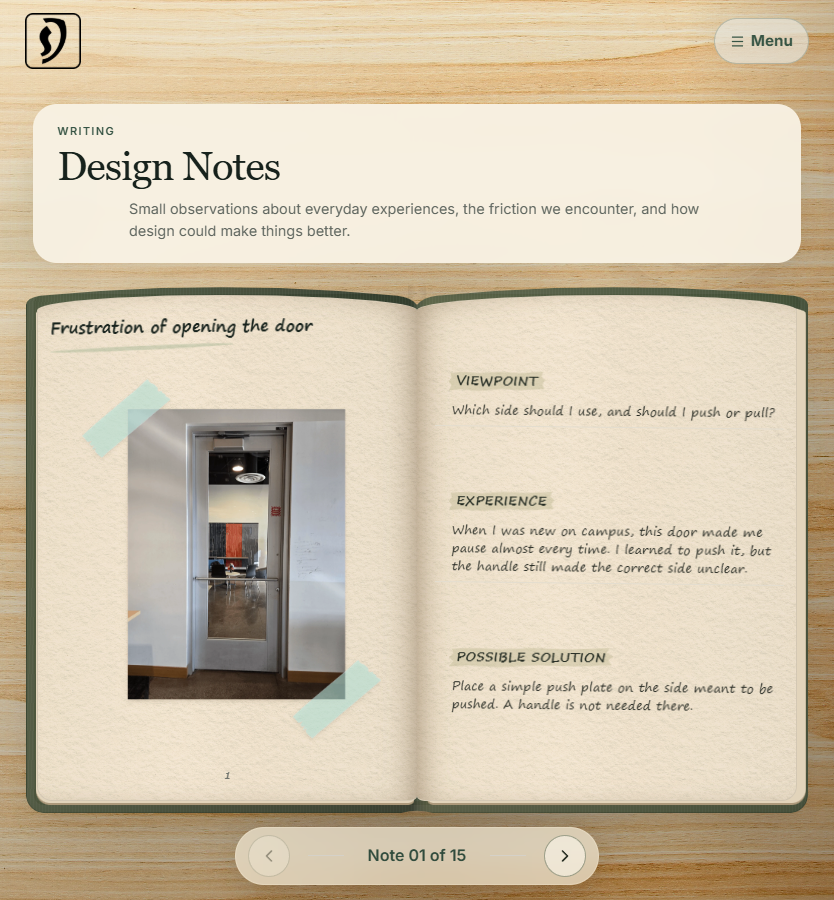 Menu
WRITING
Design Notes
Small observations about everyday experiences, the friction we encounter, and how
design could make things better.
Frustration of opening the door
1
VIEWPOINT
Which side should I use, and should I push or pull?
EXPERIENCE
When I was new on campus, this door made me
pause almost every time. I learned to push it, but
the handle still made the correct side unclear.
POSSIBLE SOLUTION
Place a simple push plate on the side meant to be
pushed. A handle is not needed there.
Note 01 of 15